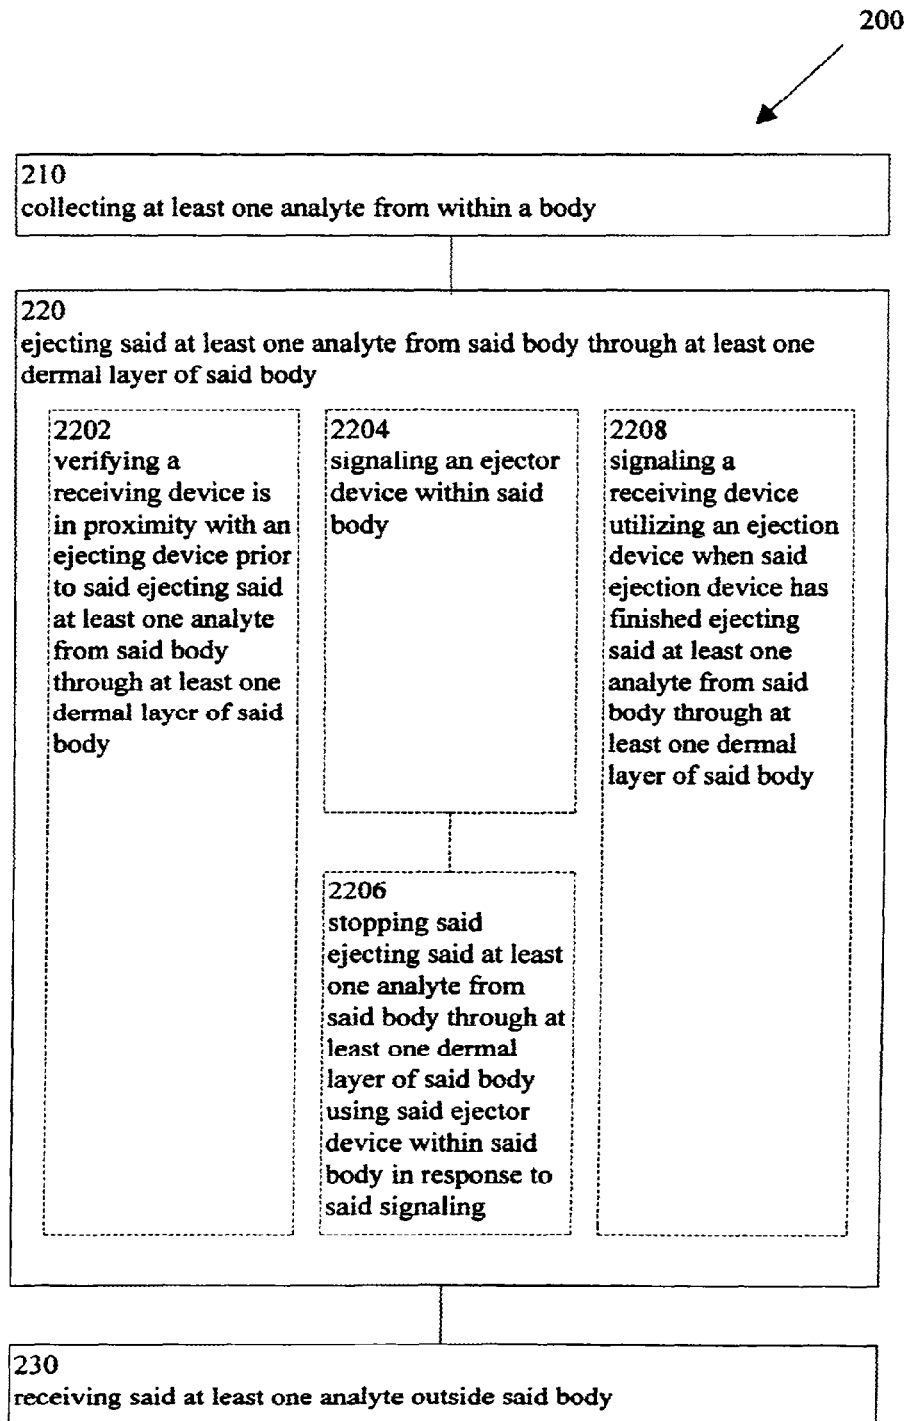 200
210
collecting at least one analyte from within a body
220
ejecting said at least one analyte from said body through at least one
dermal layer of said body
2202
verifying a
receiving device is
in proximity with an
ejecting device prior
to said ejecting said
at least one analyte
from said body
through at least one
dermal layer of said
body
2204
signaling an ejector
device within said
body
2206
stopping said
ejecting said at least
one analyte from
said body through at
least one dermal
layer of said body
using said ejector
device within said
body in response to
said signaling
2208
signaling a
receiving device
utilizing an ejection
device when said
ejection device has
finished ejecting
said at least one
analyte from said
body through at
least one dermal
layer of said body
230
receiving said at least one analyte outside said body